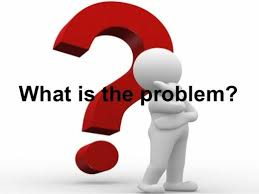 What is the problem?